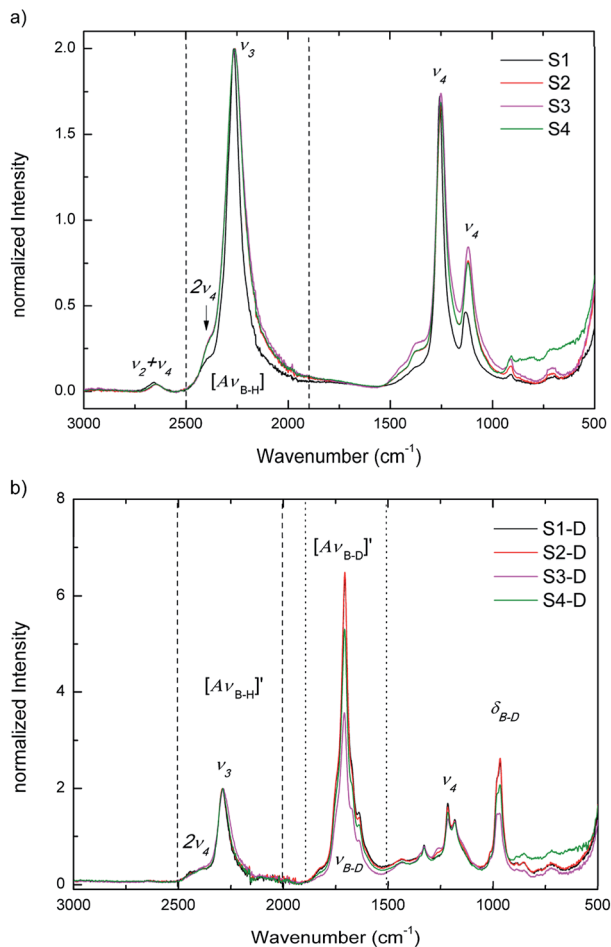 a)
normalized Intensity
2.0
1.5
1.0
0.5
0.0
ν3
ν4
ν4
2ν4
ν2+ν4
[AνB-H]
S1
S2
S3
S4
3000 2500 2000 1500 1000 500
Wavenumber (cm-1)
b)
normalized Intensity
8
6
4
2
0
[AνB-D]'
[AνB-H]'
S1-D
S2-D
S3-D
S4-D
δB-D
ν3
2ν4
νB-D
ν4
3000 2500 2000 1500 1000 500
Wavenumber (cm-1)